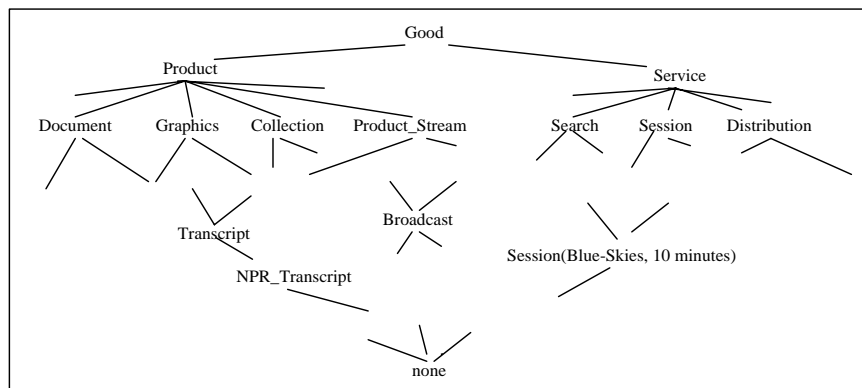 Good
Product
Service
Document Graphics Collection Product_Stream Search Session Distribution
Transcript
Broadcast
Session(Blue-Skies, 10 minutes)
NPR_Transcript
none